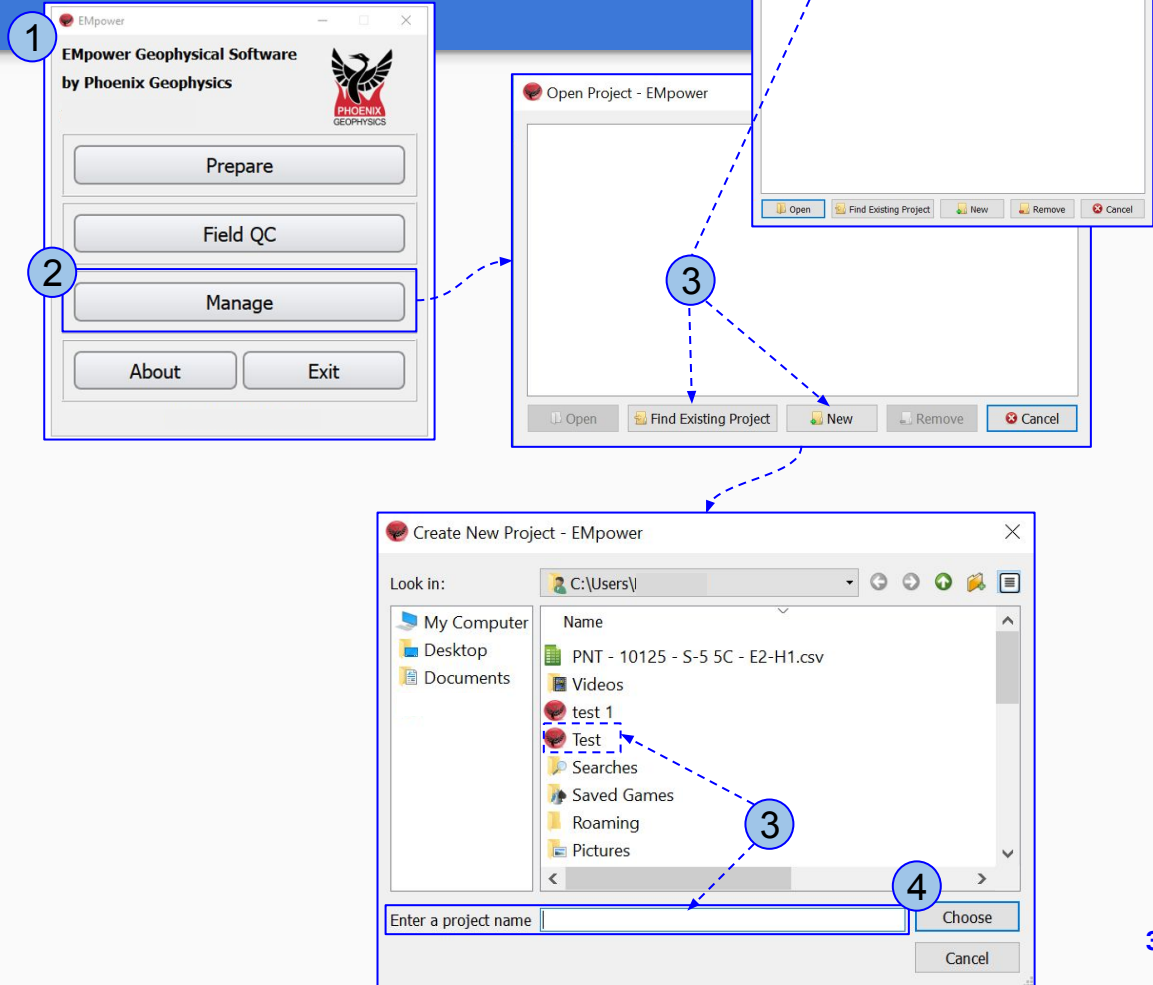 1
EMpower
EMpower Geophysical Software
by Phoenix Geophysics
PHOENIX
GEOPHYSICS
Prepare
Field QC
2
Manage
About
Exit
Open Project - EMpower
Open
Find Existing Project
New
Remove
Cancel
3
Open
Find Existing Project
New
Remove
Cancel
Create New Project - EMpower
Look in:
C:\Users\
My Computer
Desktop
Documents
Name
PNT - 10125 - S-5 5C - E2-H1.csv
Videos
test 1
Test
Searches
Saved Games
Roaming
Pictures
3
4
Enter a project name
Choose
Cancel